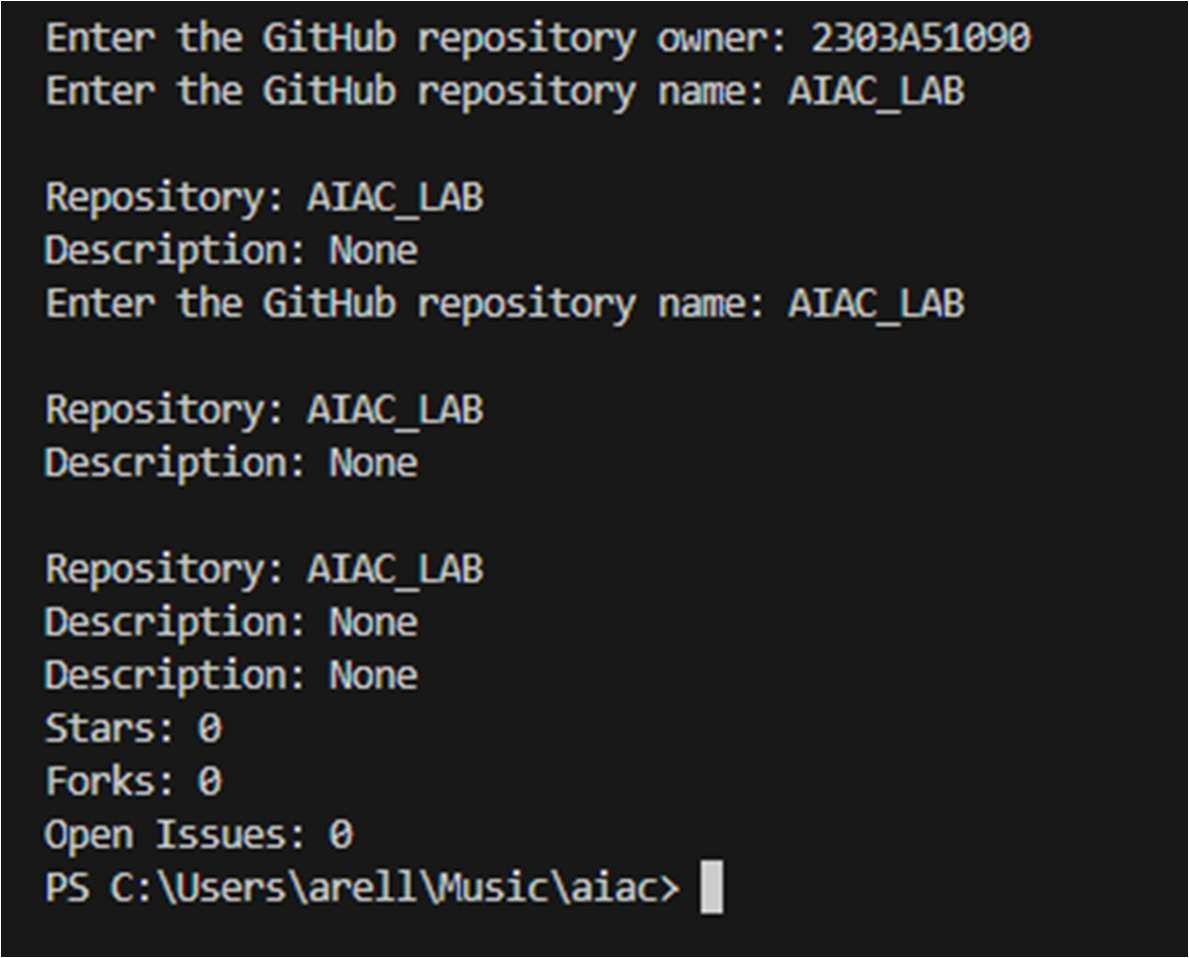 Enter the GitHub repository owner: 2303A51090
Enter the GitHub repository name: AIAC_LAB
Repository: AIAC_LAB
Description: None
Enter the GitHub repository name: AIAC_LAB
Repository: AIAC_LAB
Description: None
Repository: AIAC_LAB
Description: None
Description: None
Stars: 0
Forks: 0
Open Issues: 0
PS C:\Users\arell\Music\aiac>